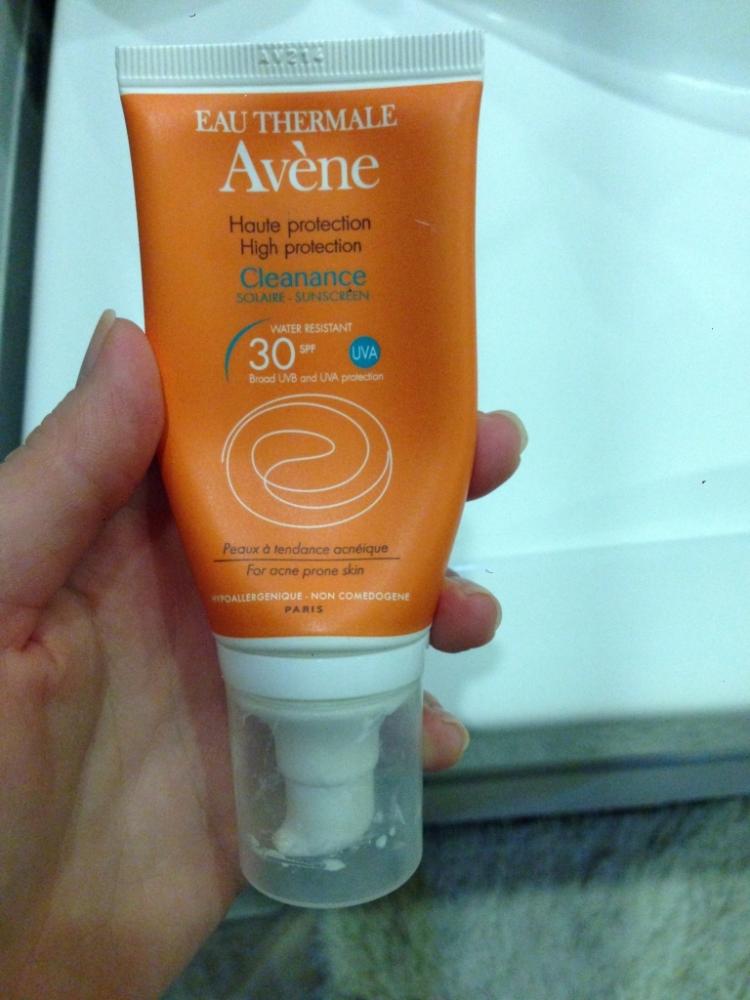 EAU THERMALE
Avène
Haute protection
High protection
Cleanance
SOLAIRE - SUNSCREEN
WATER RESISTANT
30 SPF UVA
Broad UVB and UVA protection
Peaux à tendance acnéique
For acne prone skin
HYPOALLERGENIQUE - NON COMEDOGENE
PARIS